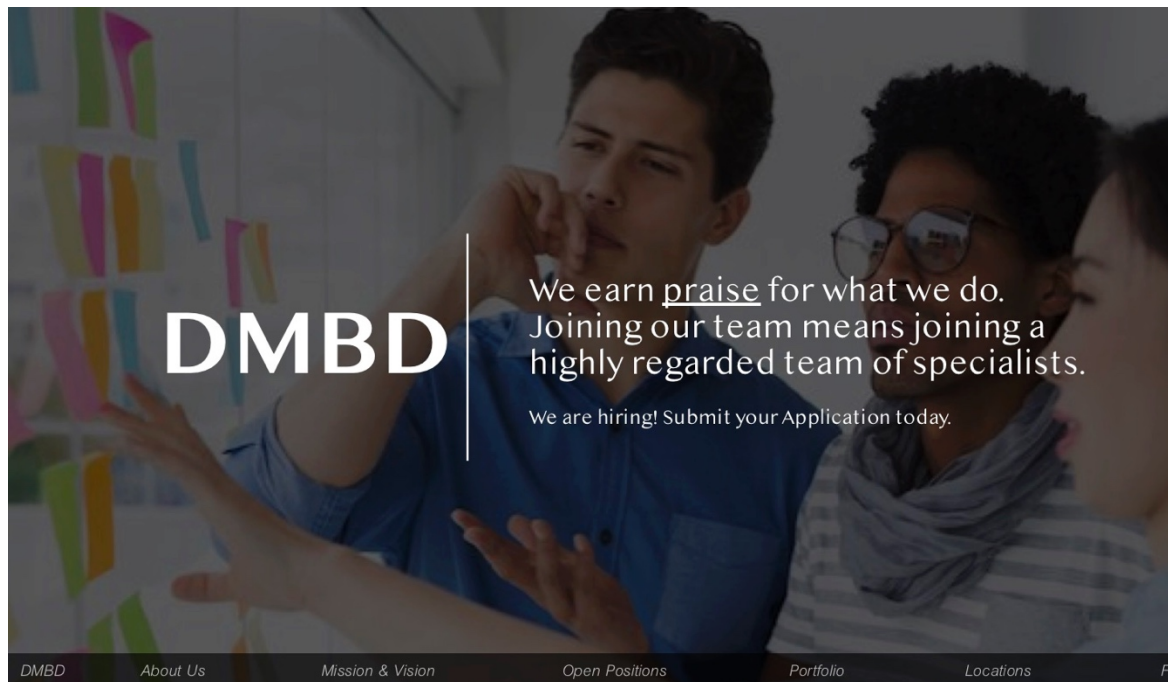 DMBD
We earn praise for what we do.
Joining our team means joining a
highly regarded team of specialists.
We are hiring! Submit your Application today.
DMBD About Us Mission & Vision Open Positions Portfolio Locations